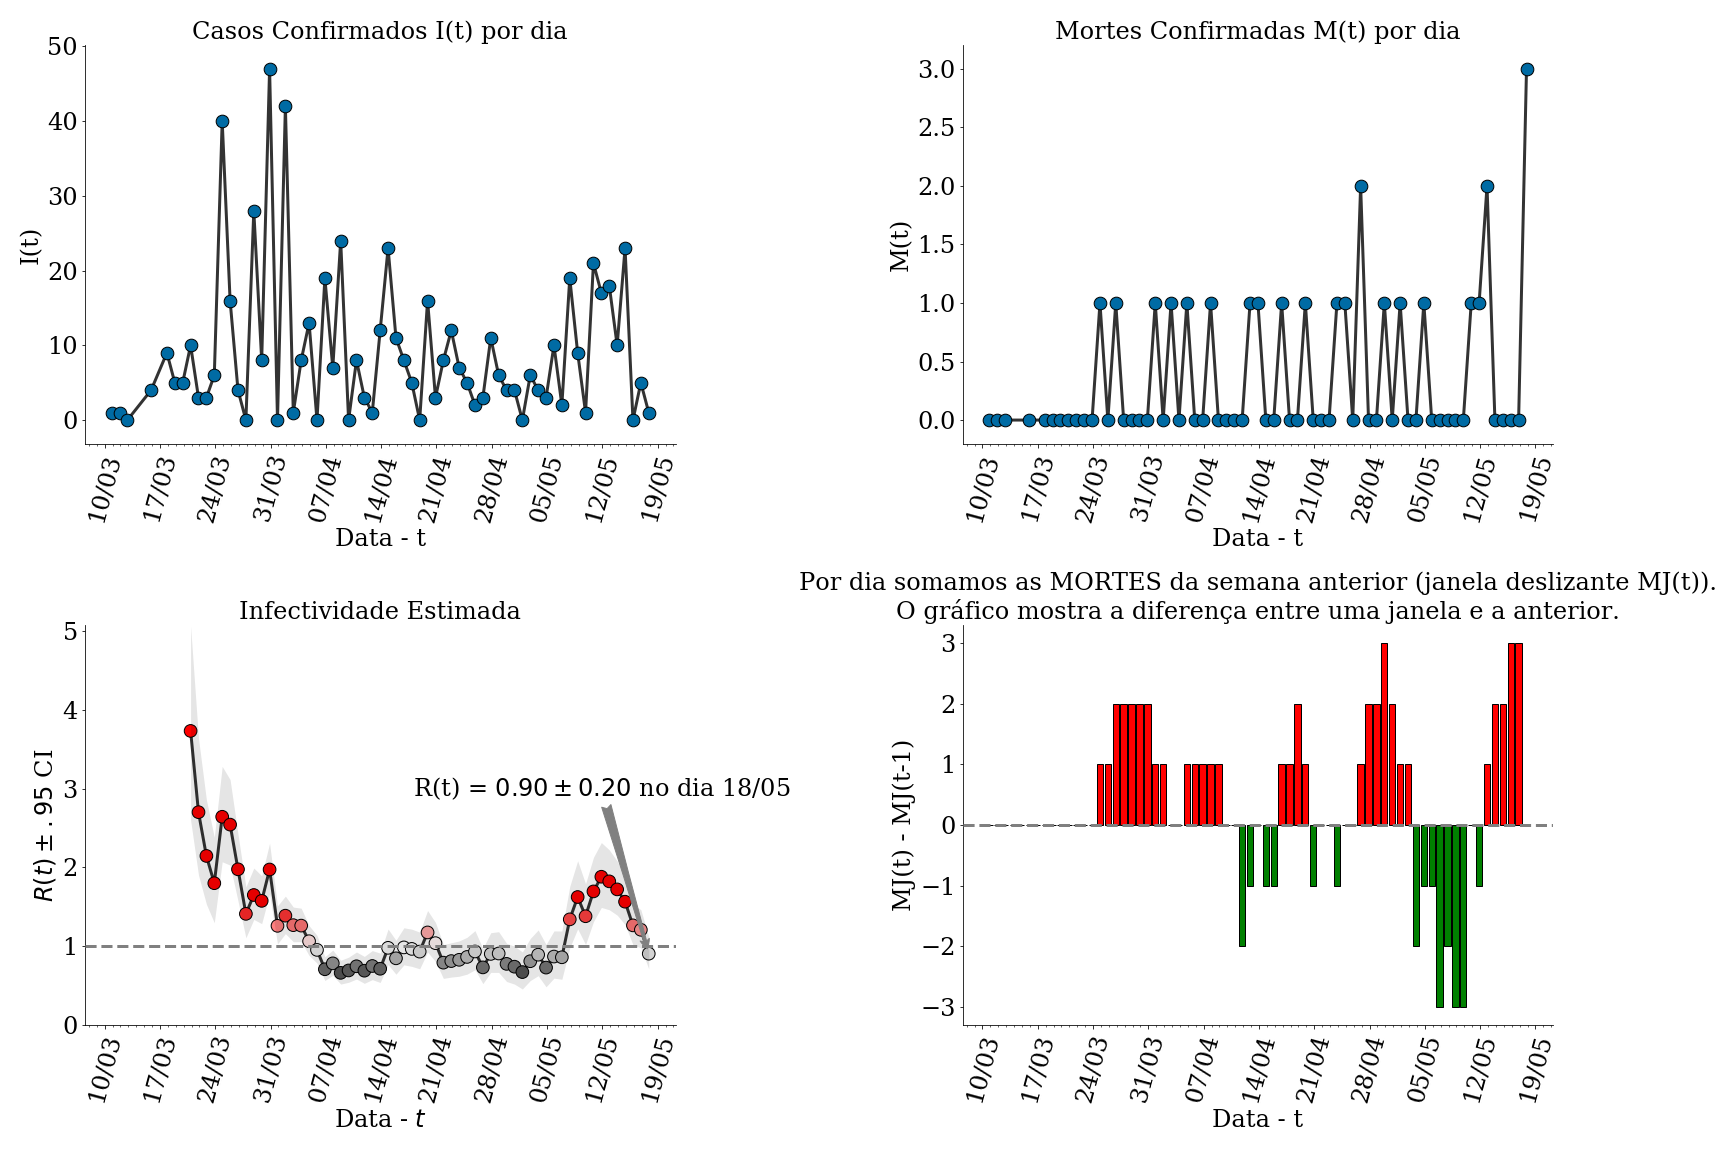 Casos Confirmados I(t) por dia
50
40
30
20
10
0
I(t)
10/03 17/03 24/03 31/03 07/04 14/04 21/04 28/04 05/05 12/05 19/05
Data - t
Mortes Confirmadas M(t) por dia
3.0
2.5
2.0
1.5
1.0
0.5
0.0
M(t)
10/03 17/03 24/03 31/03 07/04 14/04 21/04 28/04 05/05 12/05 19/05
Data - t
Infectividade Estimada
5
4
3
2
1
0
R(t) ± .95 CI
R(t) = 0.90 ± 0.20 no dia 18/05
10/03 17/03 24/03 31/03 07/04 14/04 21/04 28/04 05/05 12/05 19/05
Data - t
Por dia somamos as MORTES da semana anterior (janela deslizante MJ(t)).
O gráfico mostra a diferença entre uma janela e a anterior.
3
2
1
0
−1
−2
−3
MJ(t) - MJ(t-1)
10/03 17/03 24/03 31/03 07/04 14/04 21/04 28/04 05/05 12/05 19/05
Data - t